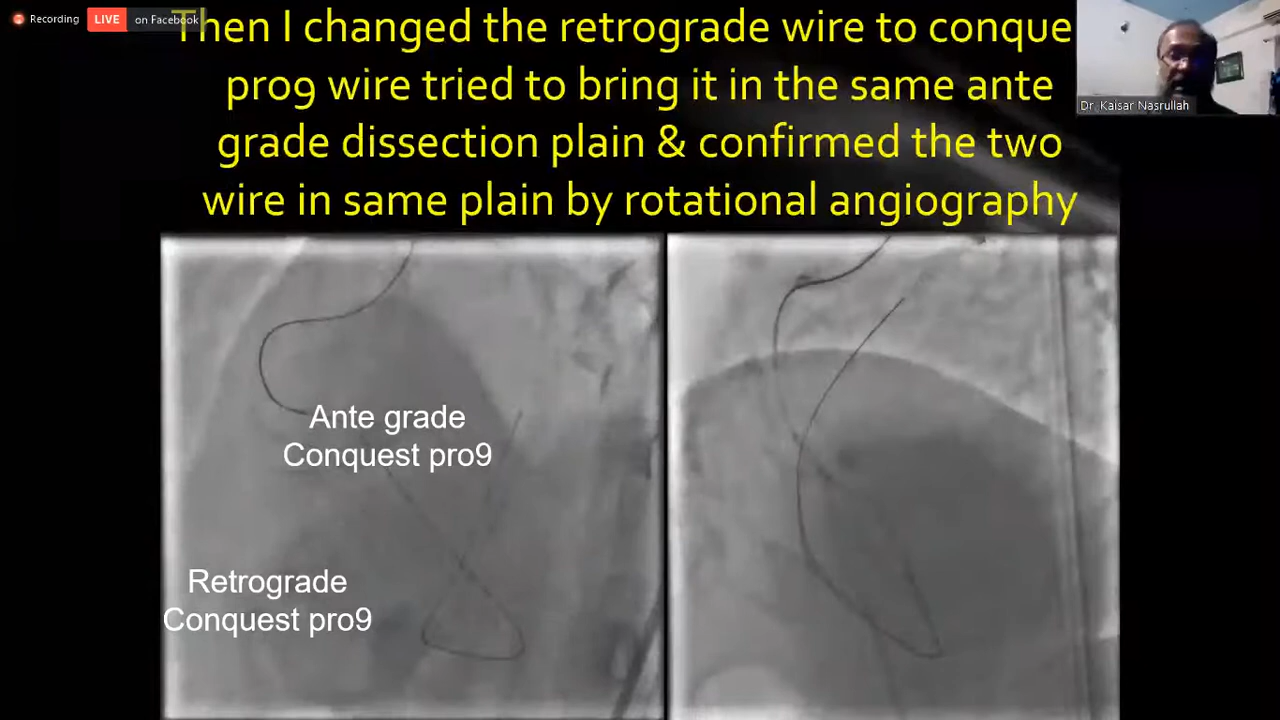 Recording
LIVE on Facebook
Then I changed the retrograde wire to conque
pro9 wire tried to bring it in the same ante
grade dissection plain & confirmed the two
wire in same plain by rotational angiography
Dr. Kaisar Nasrullah
Ante grade
Conquest pro9
Retrograde
Conquest pro9